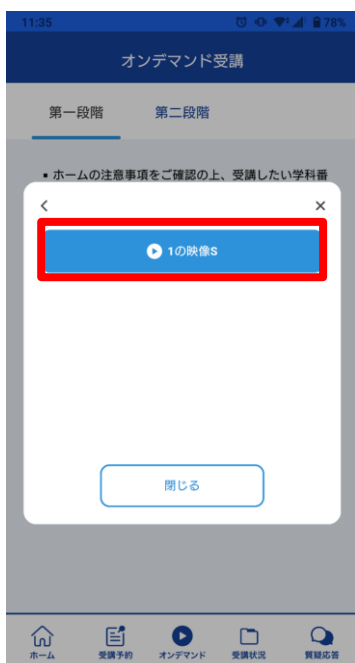 11:35
78%
オンデマンド受講
第一段階
第二段階
▪ ホームの注意事項をご確認の上、受講したい学科番
1の映像S
閉じる
ホーム
受講予約
オンデマンド
受講状況
質疑応答